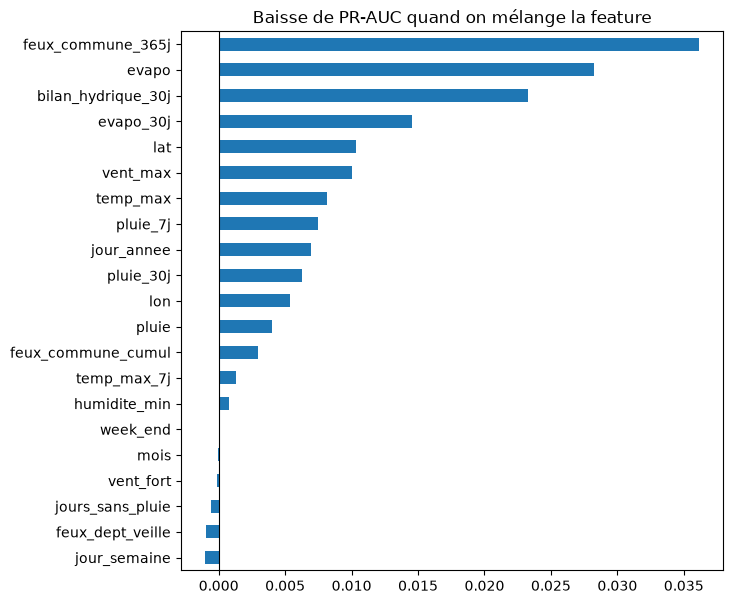 Baisse de PR-AUC quand on mélange la feature
feux_commune_365j
evapo
bilan_hydrique_30j
evapo_30j
lat
vent_max
temp_max
pluie_7j
jour_annee
pluie_30j
lon
pluie
feux_commune_cumul
temp_max_7j
humidite_min
week_end
mois
vent_fort
jours_sans_pluie
feux_dept_veille
jour_semaine
0.000 0.005 0.010 0.015 0.020 0.025 0.030 0.035